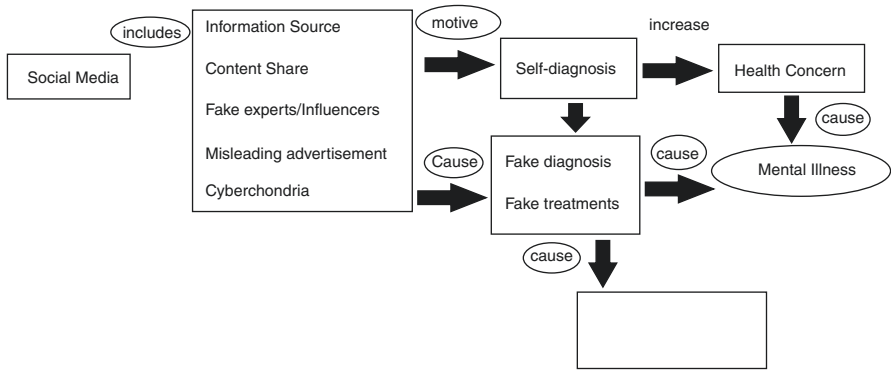 includes
Social Media
Information Source
Content Share
Fake experts/Influencers
Misleading advertisement
Cyberchondria
motive
Self-diagnosis
increase
Health Concern
cause
Cause
Fake diagnosis
Fake treatments
cause
Mental Illness
cause